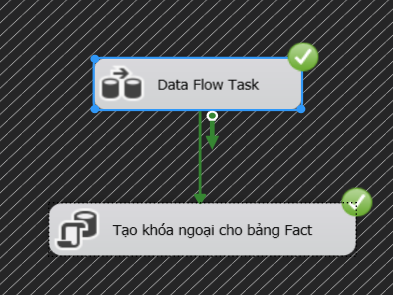 Data Flow Task
Tạo khóa ngoại cho bảng Fact